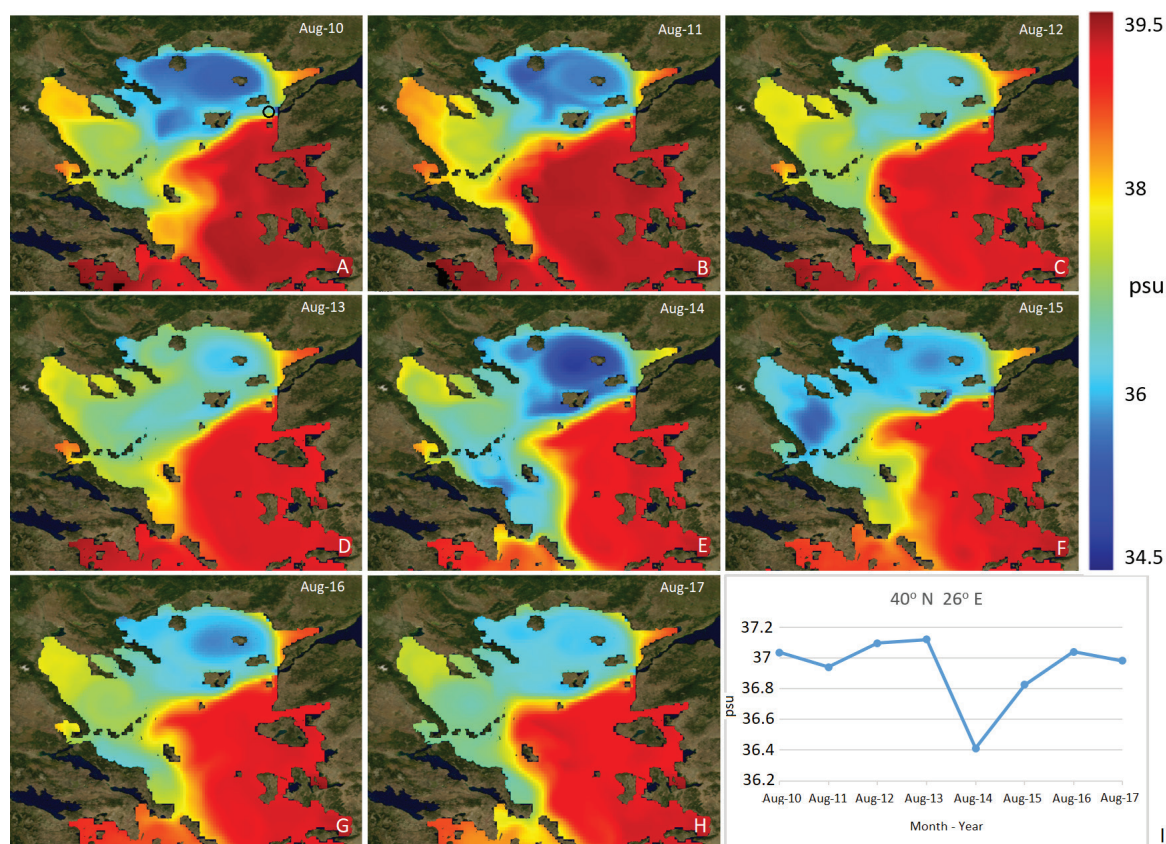 Aug-10
A
Aug-11
B
Aug-12
C
39.5
38
psu
36
34.5
Aug-13
D
Aug-14
E
Aug-15
F
Aug-16
G
Aug-17
H
40º N 26º E
37.2
37
36.8
36.6
36.4
36.2
psu
Aug-10 Aug-11 Aug-12 Aug-13 Aug-14 Aug-15 Aug-16 Aug-17
Month - Year
I